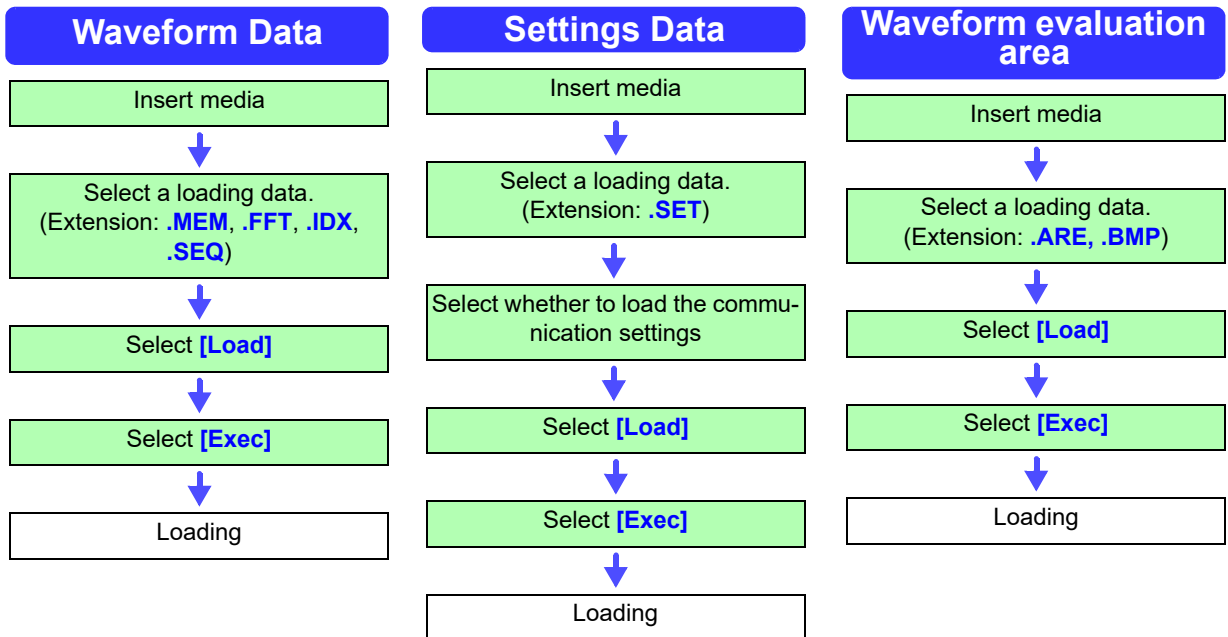 Waveform Data
Insert media
Select a loading data.
(Extension: .MEM, .FFT, .IDX,
.SEQ)
Select [Load]
Select [Exec]
Loading
Settings Data
Insert media
Select a loading data.
(Extension: .SET)
Select whether to load the commu-
nication settings
Select [Load]
Select [Exec]
Loading
Waveform evaluation
area
Insert media
Select a loading data.
(Extension: .ARE, .BMP)
Select [Load]
Select [Exec]
Loading